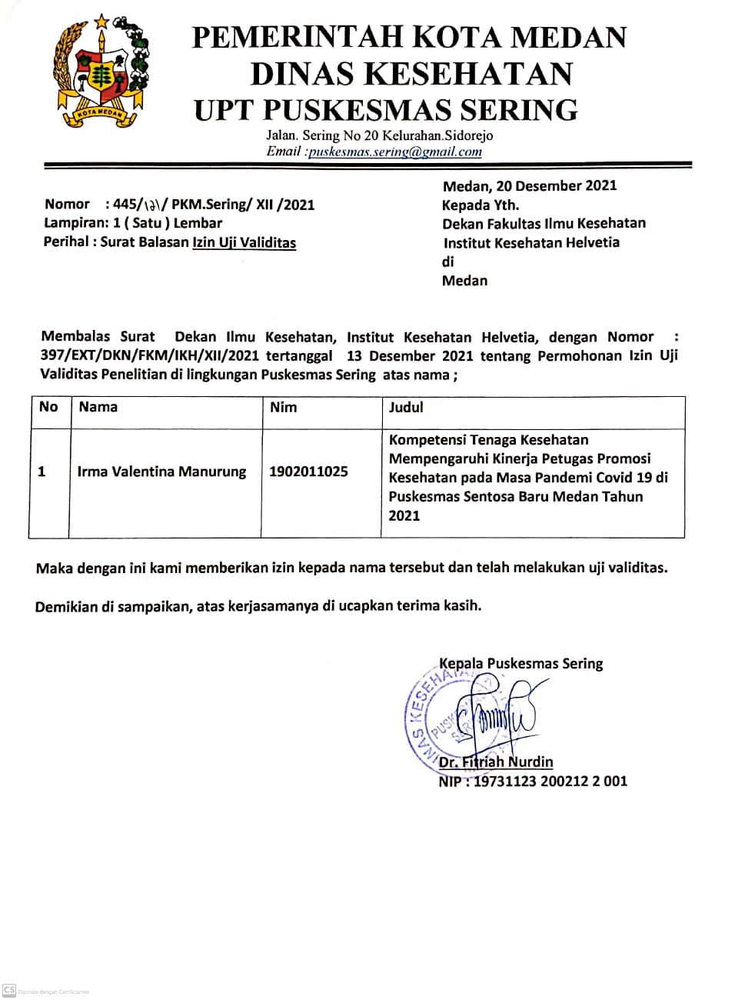 PEMERINTAH KOTA MEDAN
DINAS KESEHATAN
UPT PUSKESMAS SERING
Jalan. Sering No 20 Kelurahan.Sidorejo
Email :puskesmas.sering@gmail.com
KOTA MEDAN
Medan, 20 Desember 2021
Nomor : 445/ / PKM.Sering/ XII /2021
Kepada Yth.
Lampiran: 1 ( Satu ) Lembar
Dekan Fakultas Ilmu Kesehatan
Perihal : Surat Balasan Izin Uji Validitas
Institut Kesehatan Helvetia
di
Medan
Membalas Surat Dekan Ilmu Kesehatan, Institut Kesehatan Helvetia, dengan Nomor :
397/EXT/DKN/FKM/IKH/XII/2021 tertanggal 13 Desember 2021 tentang Permohonan Izin Uji
Validitas Penelitian di lingkungan Puskesmas Sering atas nama ;
No Nama Nim Judul
1 Irma Valentina Manurung 1902011025 Kompetensi Tenaga Kesehatan
Mempengaruhi Kinerja Petugas Promosi
Kesehatan pada Masa Pandemi Covid 19 di
Puskesmas Sentosa Baru Medan Tahun
2021
Maka dengan ini kami memberikan izin kepada nama tersebut dan telah melakukan uji validitas.
Demikian di sampaikan, atas kerjasamanya di ucapkan terima kasih.
Kepala Puskesmas Sering
Dr. Fitriah Nurdin
NIP : 19731123 200212 2 001
CS Dipindai dengan CamScanner